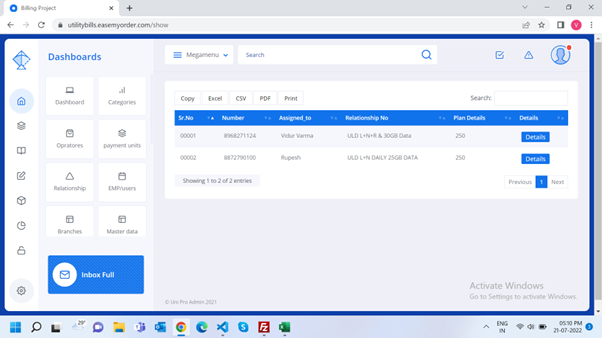 Billing Project
utilitybills.easemyorder.com/show
V
Dashboards
Megamenu
Search
Dashboard
Categories
Opratores
payment units
Relationship
EMP/users
Branches
Master data
Inbox Full
Copy Excel CSV PDF Print
Search:
Sr.No Number Assigned_to Relationship No Plan Details Details
00001 8968271124 Vidur Varma ULD L+N+R & 30GB Data 250 Details
00002 8872790100 Rupesh ULD L+N DAILY 25GB DATA 250 Details
Showing 1 to 2 of 2 entries
Previous 1 Next
© Uni Pro Admin 2021
Activate Windows
Go to Settings to activate Windows.
29°
ENG
IN
05:10 PM
21-07-2022